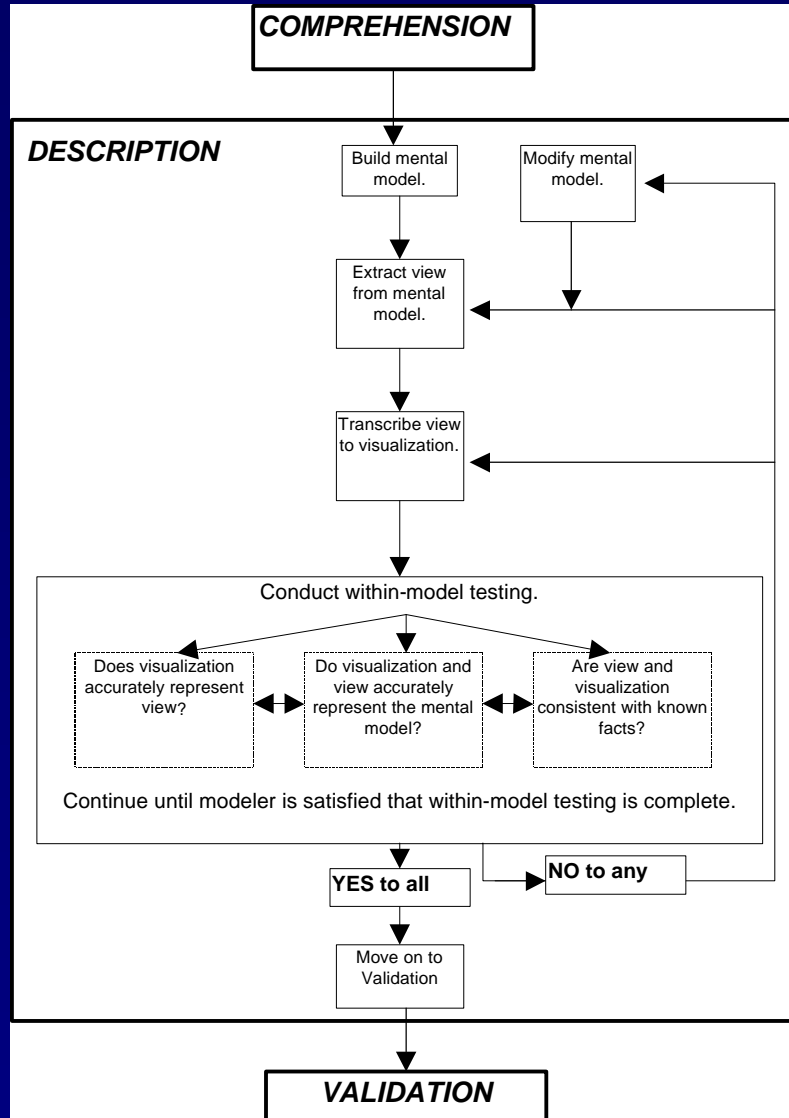 COMPREHENSION
DESCRIPTION
Build mental
model.
Modify mental
model.
Extract view
from mental
model.
Transcribe view
to visualization.
Conduct within-model testing.
Does visualization
accurately represent
view?
Do visualization and
view accurately
represent the mental
model?
Are view and
visualization
consistent with known
facts?
Continue until modeler is satisfied that within-model testing is complete.
YES to all
NO to any
Move on to
Validation
VALIDATION